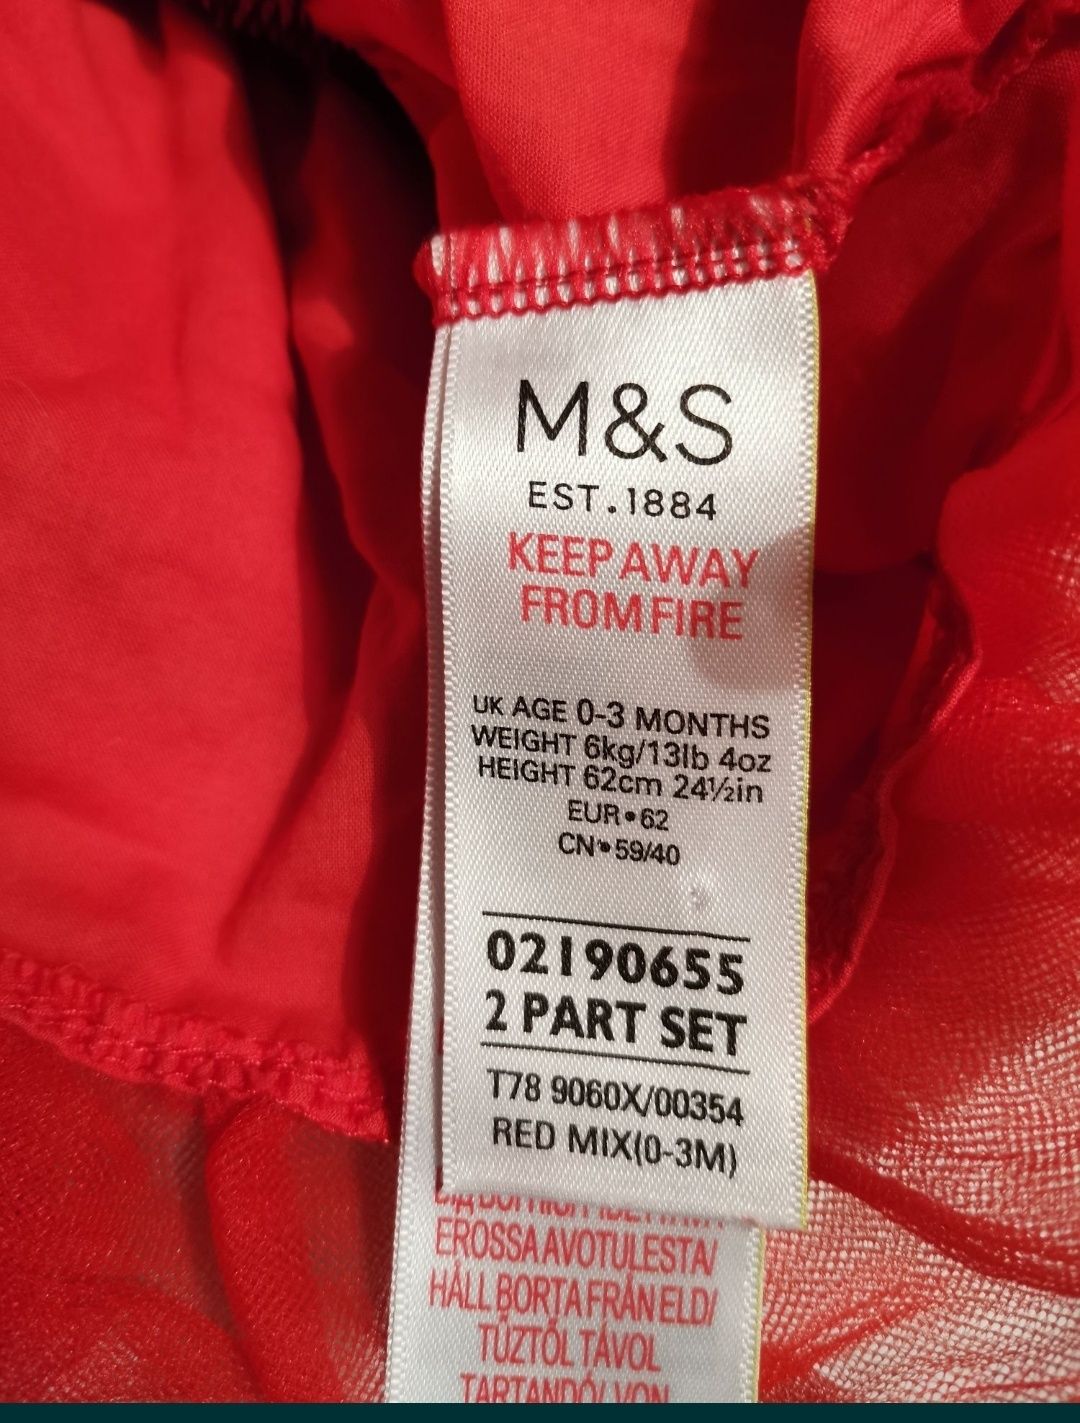 M&S
EST.1884
KEEP AWAY
FROM FIRE
UK AGE 0-3 MONTHS
WEIGHT 6kg/13lb 4oz
HEIGHT 62cm 24½in
EUR•62
CN•59/40
02190655
2 PART SET
T78 9060X/00354
RED MIX(0-3M)
EROSSA AVOTULESTA/
HÅLL BORTA FRÅN ELD/
TŰZTŐL TÁVOL
TARTANDÓ/VON